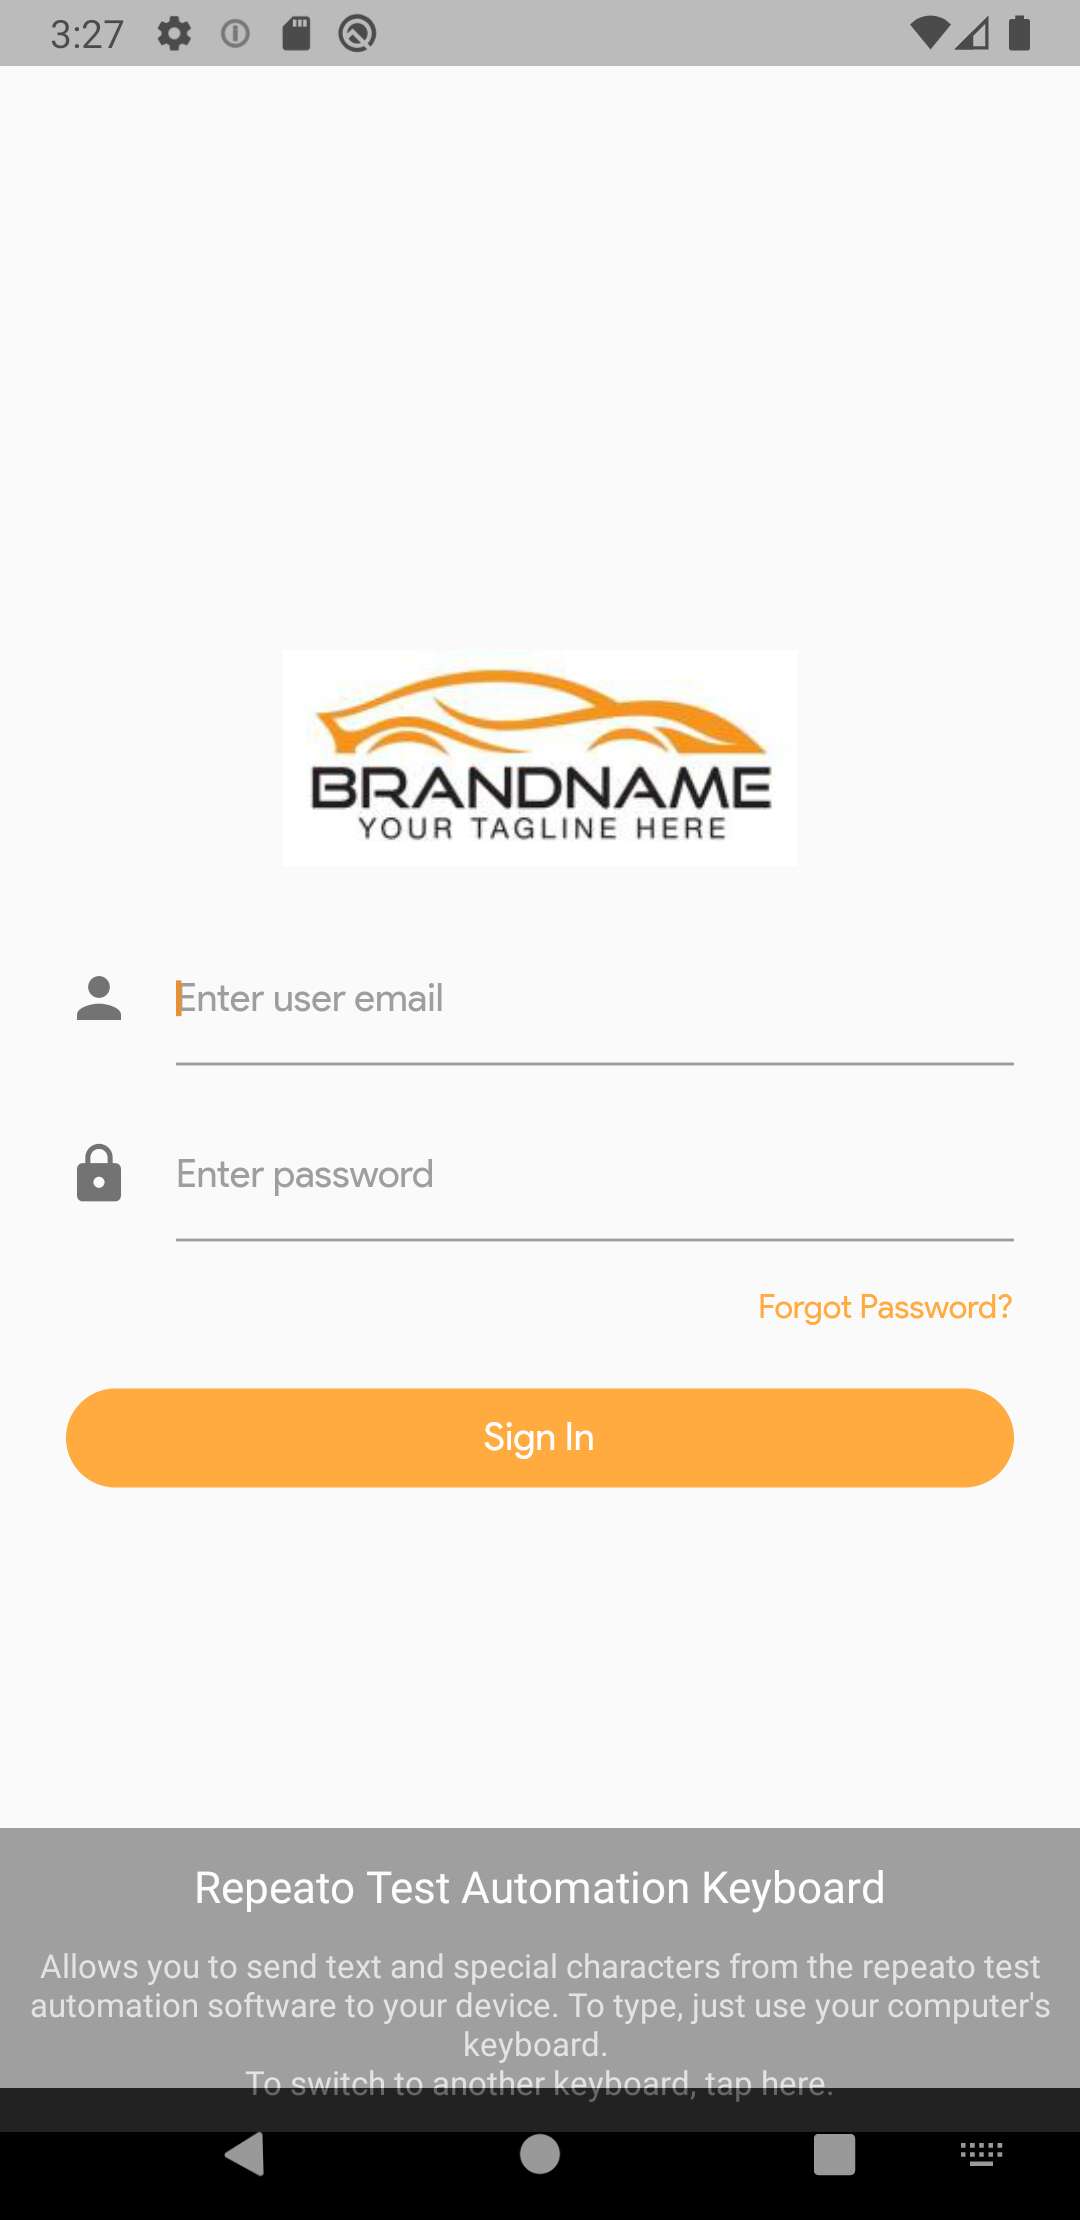 3:27
BRANDNAME
YOUR TAGLINE HERE
Enter user email
Enter password
Forgot Password?
Sign In
Repeato Test Automation Keyboard
Allows you to send text and special characters from the repeato test
automation software to your device. To type, just use your computer's
keyboard.
To switch to another keyboard, tap here.